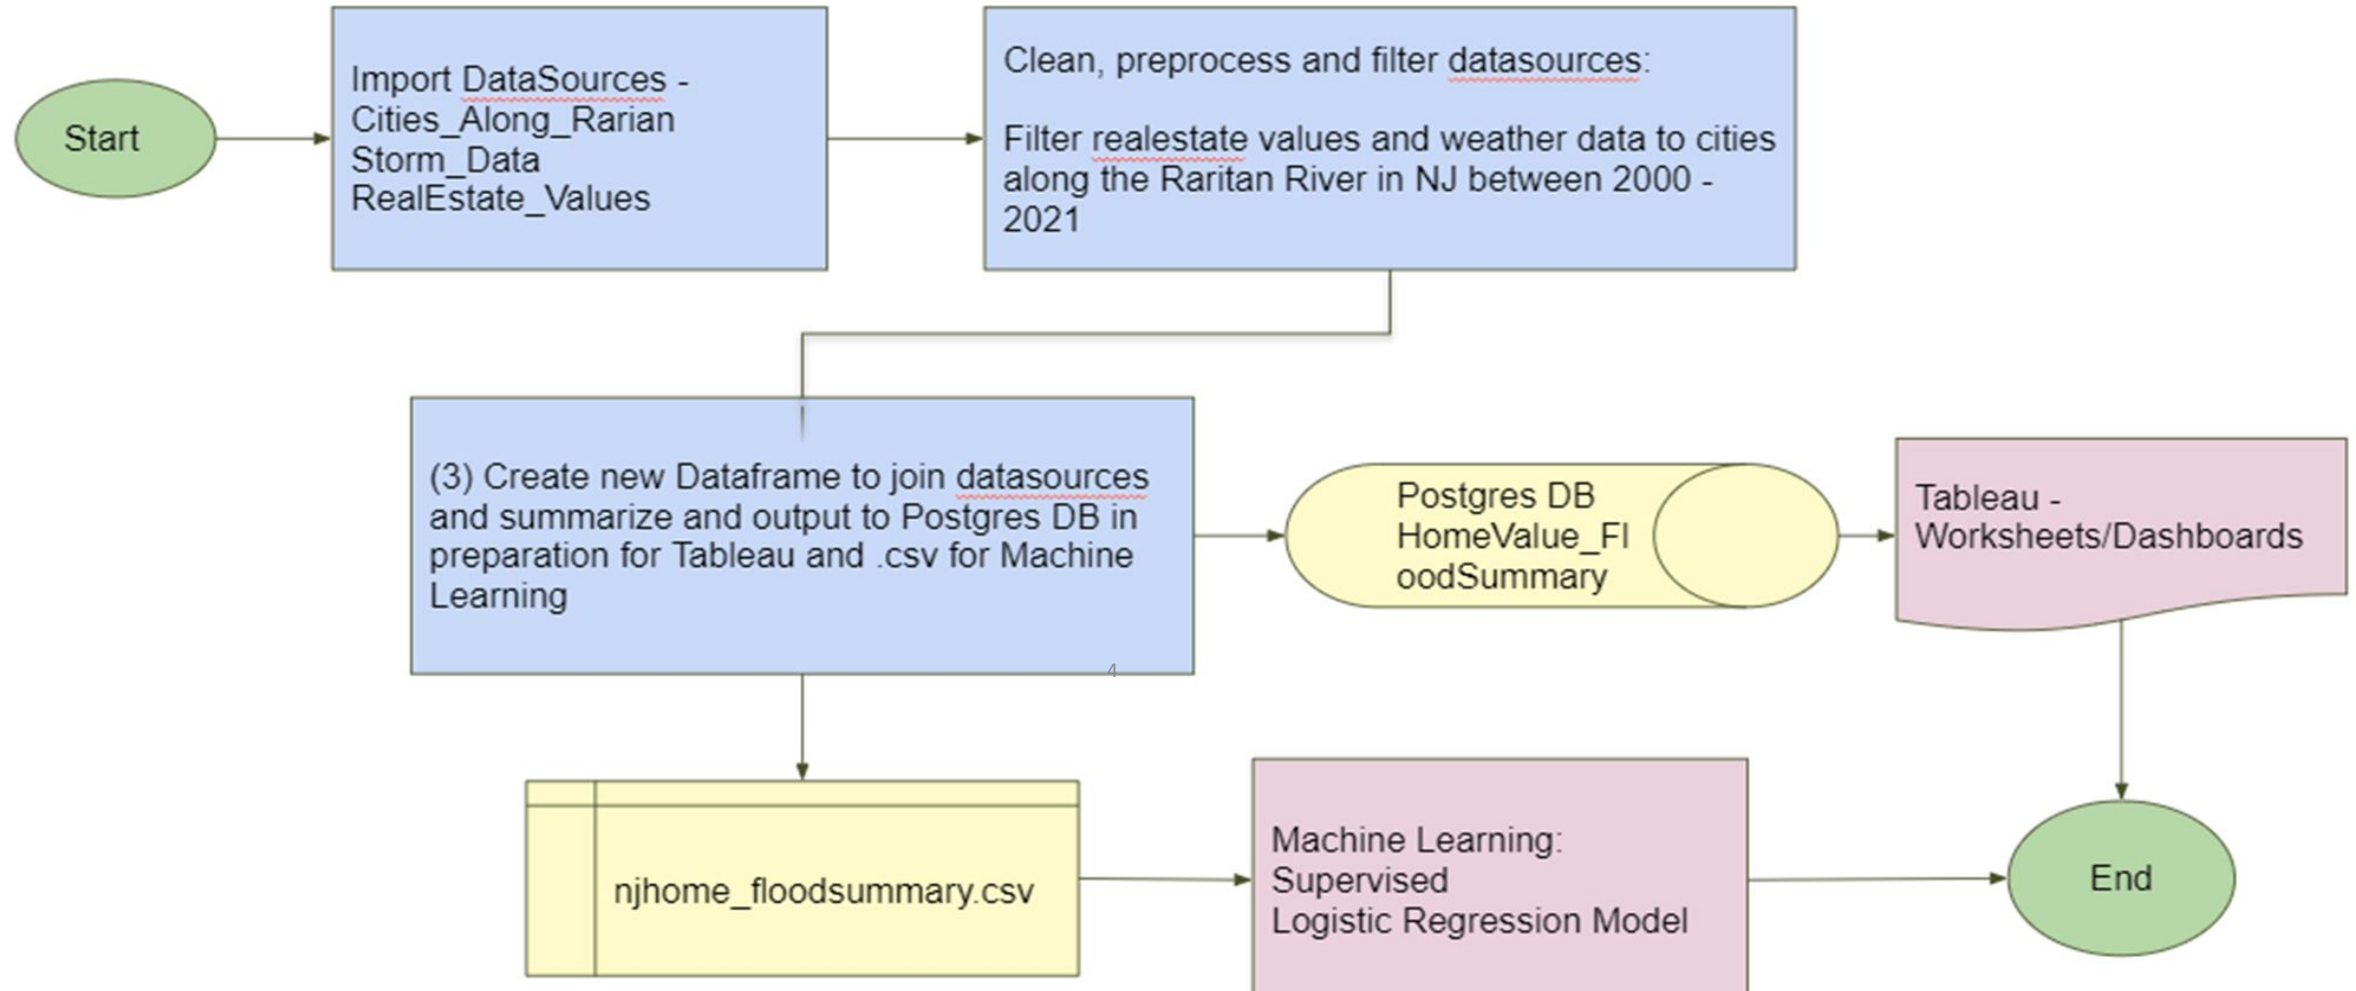 Start
Import DataSources -
Cities_Along_Rarian
Storm_Data
RealEstate_Values
Clean, preprocess and filter datasources:
Filter realestate values and weather data to cities
along the Raritan River in NJ between 2000 -
2021
(3) Create new Dataframe to join datasources
and summarize and output to Postgres DB in
preparation for Tableau and .csv for Machine
Learning
4
Postgres DB
HomeValue_Fl
oodSummary
Tableau -
Worksheets/Dashboards
njhome_floodsummary.csv
Machine Learning:
Supervised
Logistic Regression Model
End